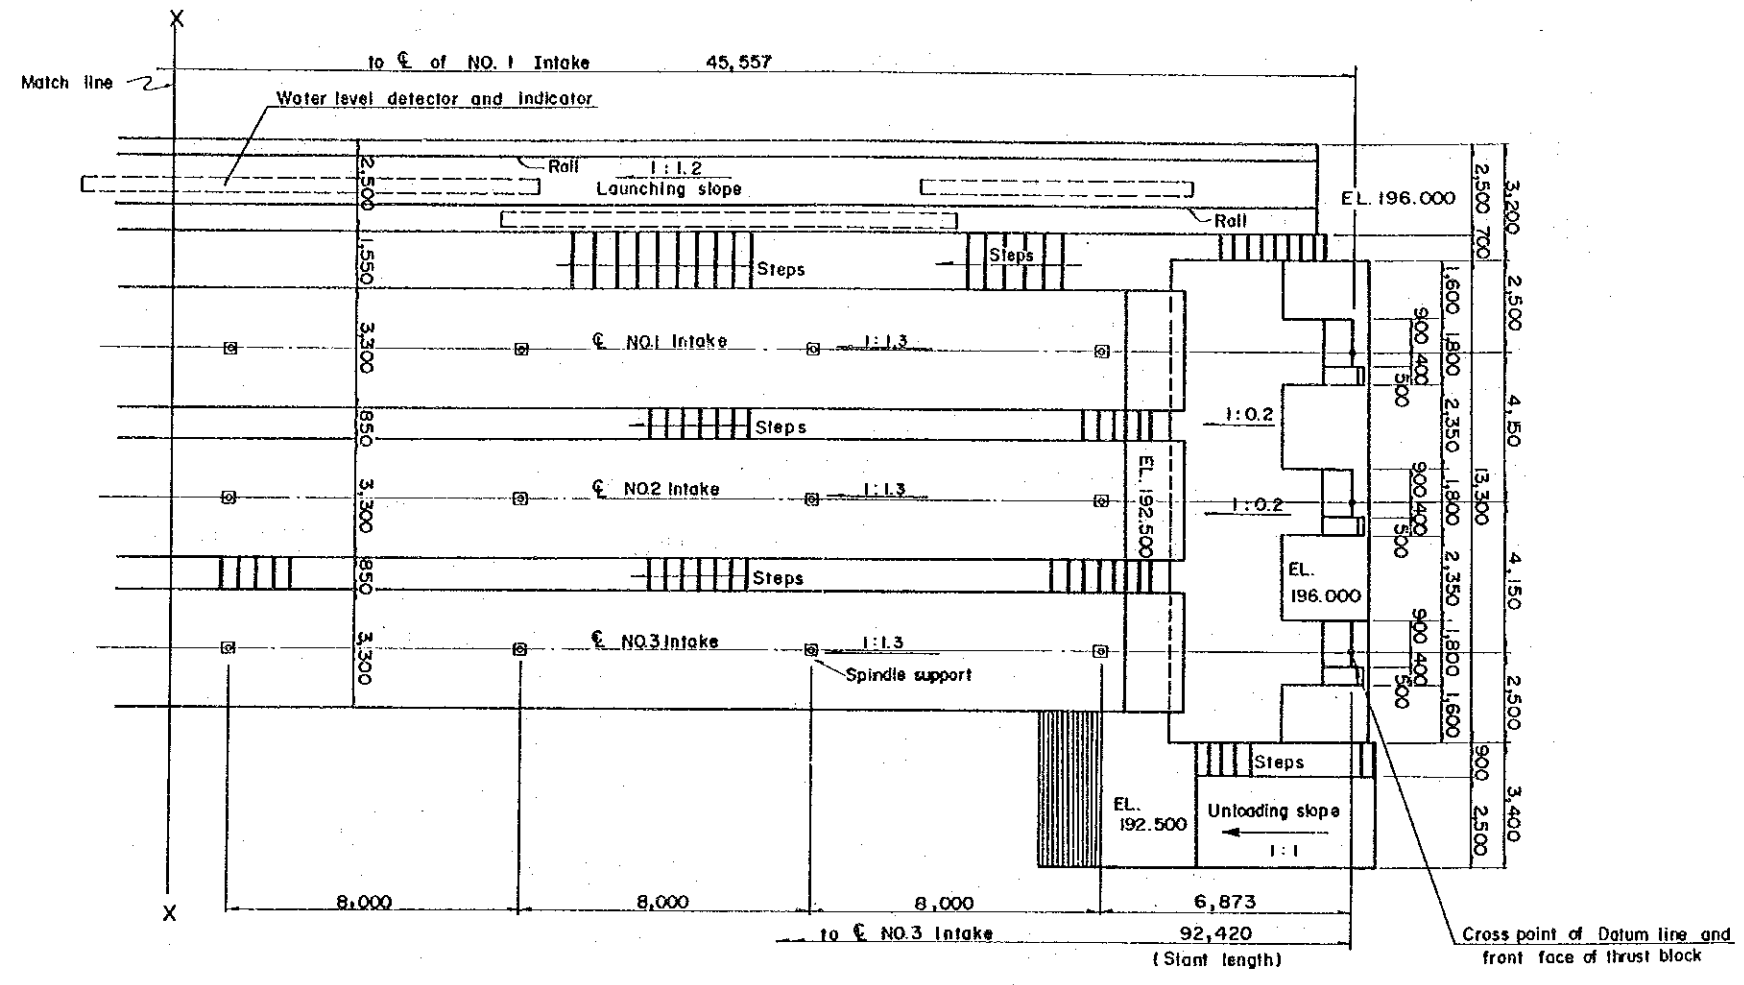 X
to ℄ of NO. 1 Intake 45,557
Match line
Water level detector and indicator
Rail
1:1.2
Launching slope
Rail
EL. 196.000
2,500
1,550
3,300
850
3,300
850
3,300
Steps
Steps
℄ NO.1 Intake 1:1.3
Steps
1:0.2
℄ NO.2 Intake 1:1.3
1:0.2
EL. 192.500
Steps
EL.
196.000
℄ NO.3 Intake 1:1.3
Spindle support
2,500
700
13,300
900
2,500
3,200
2,500
4,150
4,150
2,500
3,400
1,600
1,800
2,350
1,800
2,350
1,800
1,600
900
400
500
900
400
500
900
400
500
Steps
EL.
192.500
Unloading slope
1:1
X
8,000
8,000
8,000
6,873
to ℄ NO.3 Intake 92,420
(Slant length)
Cross point of Datum line and
front face of thrust block